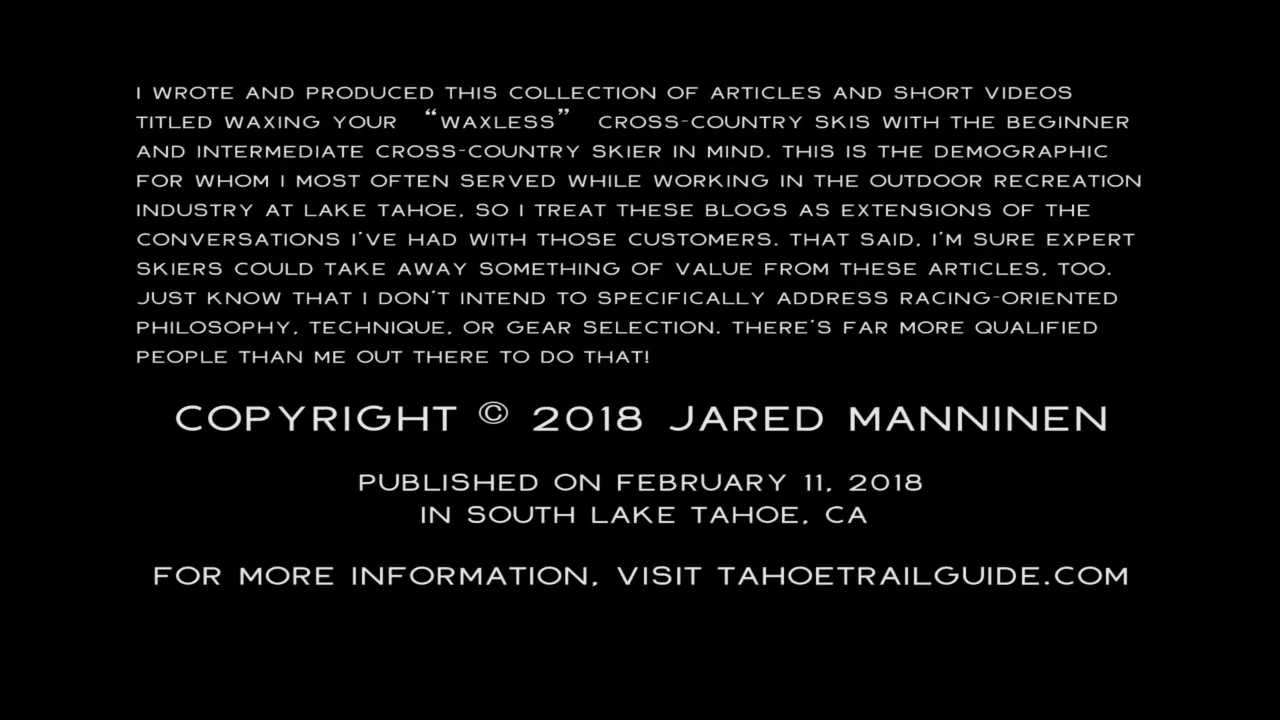 I WROTE AND PRODUCED THIS COLLECTION OF ARTICLES AND SHORT VIDEOS
TITLED WAXING YOUR “WAXLESS” CROSS-COUNTRY SKIS WITH THE BEGINNER
AND INTERMEDIATE CROSS-COUNTRY SKIER IN MIND. THIS IS THE DEMOGRAPHIC
FOR WHOM I MOST OFTEN SERVED WHILE WORKING IN THE OUTDOOR RECREATION
INDUSTRY AT LAKE TAHOE, SO I TREAT THESE BLOGS AS EXTENSIONS OF THE
CONVERSATIONS I'VE HAD WITH THOSE CUSTOMERS. THAT SAID, I'M SURE EXPERT
SKIERS COULD TAKE AWAY SOMETHING OF VALUE FROM THESE ARTICLES, TOO.
JUST KNOW THAT I DON'T INTEND TO SPECIFICALLY ADDRESS RACING-ORIENTED
PHILOSOPHY, TECHNIQUE, OR GEAR SELECTION. THERE'S FAR MORE QUALIFIED
PEOPLE THAN ME OUT THERE TO DO THAT!
COPYRIGHT © 2018 JARED MANNINEN
PUBLISHED ON FEBRUARY 11, 2018
IN SOUTH LAKE TAHOE, CA
FOR MORE INFORMATION, VISIT TAHOETRAILGUIDE.COM